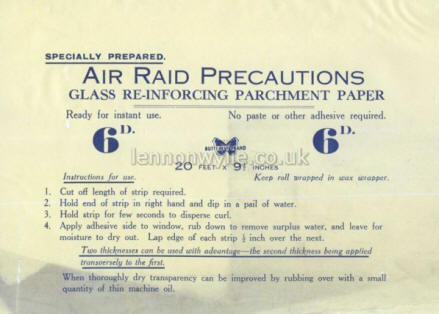 SPECIALLY PREPARED.
AIR RAID PRECAUTIONS
GLASS RE-INFORCING PARCHMENT PAPER
Ready for instant use. No paste or other adhesive required.
6D. 6D.
BUTTERFLY BRAND
lennonwylie.co.uk
20 FEET X 9½ INCHES
Instructions for use. Keep roll wrapped in wax wrapper.
1. Cut off length of strip required.
2. Hold end of strip in right hand and dip in a pail of water.
3. Hold strip for few seconds to disperse curl.
4. Apply adhesive side to window, rub down to remove surplus water, and leave for
moisture to dry out. Lap edge of each strip ½ inch over the next.
Two thicknesses can be used with advantage—the second thickness being applied
transversely to the first.
When thoroughly dry transparency can be improved by rubbing over with a small
quantity of thin machine oil.